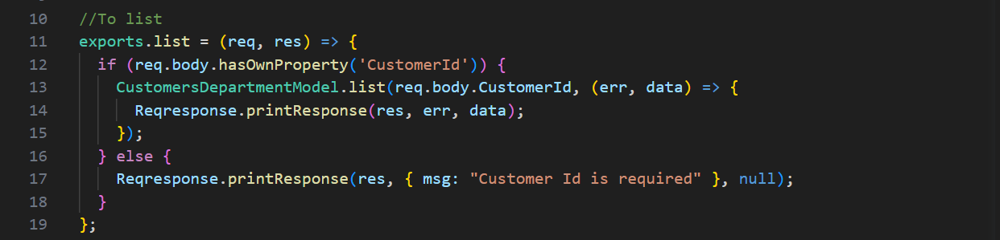 10 //To list
11 exports.list = (req, res) => {
12 if (req.body.hasOwnProperty('CustomerId')) {
13 CustomersDepartmentModel.list(req.body.CustomerId, (err, data) => {
14 Reqresponse.printResponse(res, err, data);
15 });
16 } else {
17 Reqresponse.printResponse(res, { msg: "Customer Id is required" }, null);
18 }
19 };